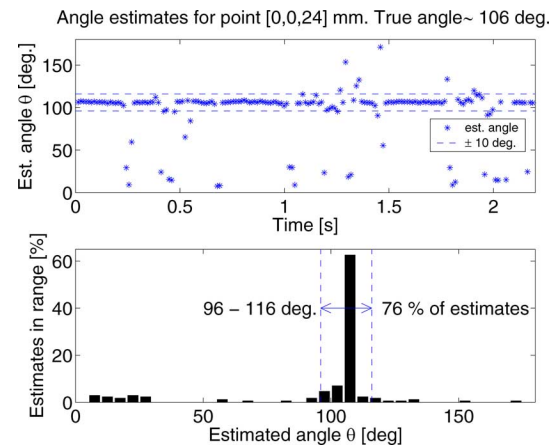 Angle estimates for point [0,0,24] mm. True angle~ 106 deg.
Est. angle θ [deg.]
150
100
50
0
0 0.5 1 1.5 2
Time [s]
est. angle
± 10 deg.
Estimates in range [%]
60
40
20
0
96 – 116 deg.
76 % of estimates
0 50 100 150
Estimated angle θ [deg]